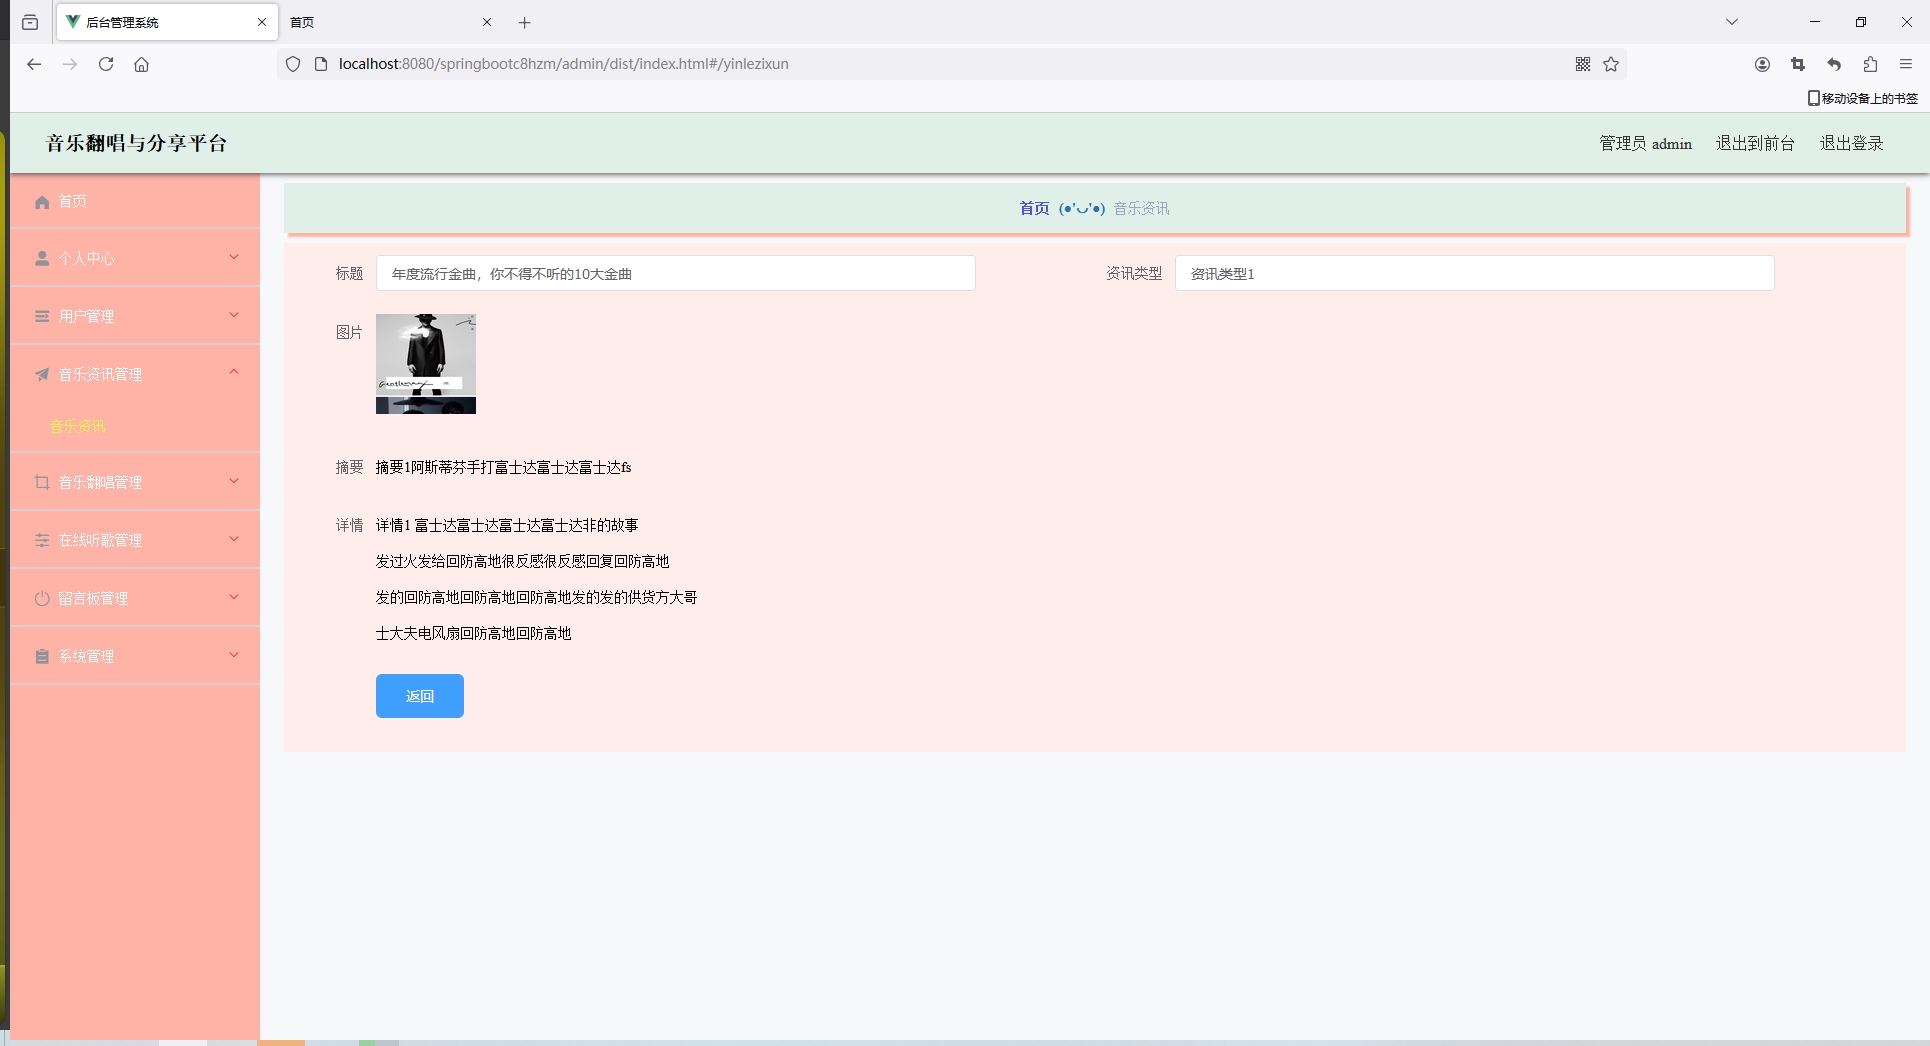 后台管理系统
首页
localhost:8080/springbootc8hzm/admin/dist/index.html#/yinlezixun
移动设备上的书签
音乐翻唱与分享平台
管理员 admin 退出到前台 退出登录
首页
个人中心
用户管理
音乐资讯管理
音乐资讯
音乐翻唱管理
在线听歌管理
留言板管理
系统管理
首页 (●'◡'●) 音乐资讯
标题 年度流行金曲，你不得不听的10大金曲
资讯类型 资讯类型1
图片
摘要 摘要1阿斯蒂芬手打富士达富士达富士达fs
详情 详情1 富士达富士达富士达富士达非的故事
发过火发给回防高地很反感很反感回复回防高地
发的回防高地回防高地回防高地发的发的供货方大哥
士大夫电风扇回防高地回防高地
返回